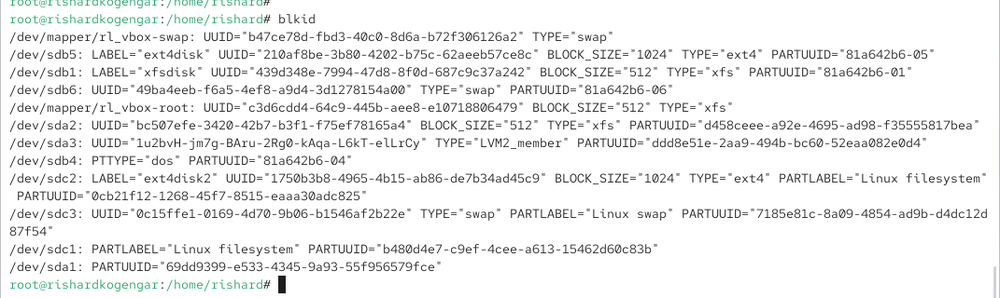 root@rishardkogengar:/home/rishard#
root@rishardkogengar:/home/rishard# blkid
/dev/mapper/rl_vbox-swap: UUID="b47ce78d-fbd3-40c0-8d6a-b72f306126a2" TYPE="swap"
/dev/sdb5: LABEL="ext4disk" UUID="210af8be-3b80-4202-b75c-62aeeb57ce8c" BLOCK_SIZE="1024" TYPE="ext4" PARTUUID="81a642b6-05"
/dev/sdb1: LABEL="xfsdisk" UUID="439d348e-7994-47d8-8f0d-687c9c37a242" BLOCK_SIZE="512" TYPE="xfs" PARTUUID="81a642b6-01"
/dev/sdb6: UUID="49ba4eeb-f6a5-4ef8-a9d4-3d1278154a00" TYPE="swap" PARTUUID="81a642b6-06"
/dev/mapper/rl_vbox-root: UUID="c3d6cdd4-64c9-445b-aee8-e10718806479" BLOCK_SIZE="512" TYPE="xfs"
/dev/sda2: UUID="bc507efe-3420-42b7-b3f1-f75ef78165a4" BLOCK_SIZE="512" TYPE="xfs" PARTUUID="d458ceee-a92e-4695-ad98-f35555817bea"
/dev/sda3: UUID="1u2bvH-jm7g-BAru-2Rg0-kAqa-L6kT-elLrCy" TYPE="LVM2_member" PARTUUID="ddd8e51e-2aa9-494b-bc60-52eaa082e0d4"
/dev/sdb4: PTTYPE="dos" PARTUUID="81a642b6-04"
/dev/sdc2: LABEL="ext4disk2" UUID="1750b3b8-4965-4b15-ab86-de7b34ad45c9" BLOCK_SIZE="1024" TYPE="ext4" PARTLABEL="Linux filesystem"
PARTUUID="0cb21f12-1268-45f7-8515-eaaa30adc825"
/dev/sdc3: UUID="0c15ffe1-0169-4d70-9b06-b1546af2b22e" TYPE="swap" PARTLABEL="Linux swap" PARTUUID="7185e81c-8a09-4854-ad9b-d4dc12d
87f54"
/dev/sdc1: PARTLABEL="Linux filesystem" PARTUUID="b480d4e7-c9ef-4cee-a613-15462d60c83b"
/dev/sda1: PARTUUID="69dd9399-e533-4345-9a93-55f956579fce"
root@rishardkogengar:/home/rishard#